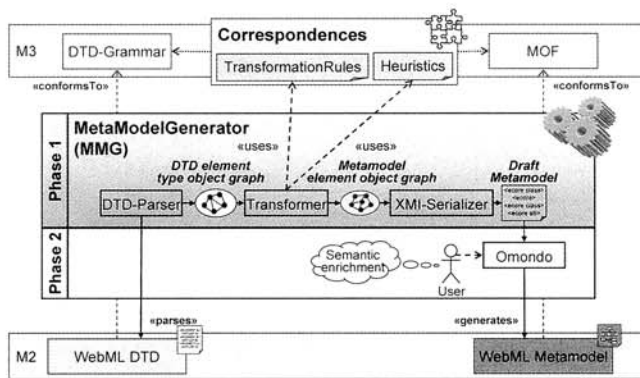 Correspondences
M3
DTD-Grammar
TransformationRules
Heuristics
MOF
«conformsTo»
«conformsTo»
Phase 1
MetaModelGenerator
(MMG)
«uses»
«uses»
DTD element
type object graph
Metamodel
element object graph
Draft
Metamodel
DTD-Parser
Transformer
XMI-Serializer
Phase 2
Semantic
enrichment
User
Omondo
«parses»
«generates»
M2
WebML DTD
WebML Metamodel